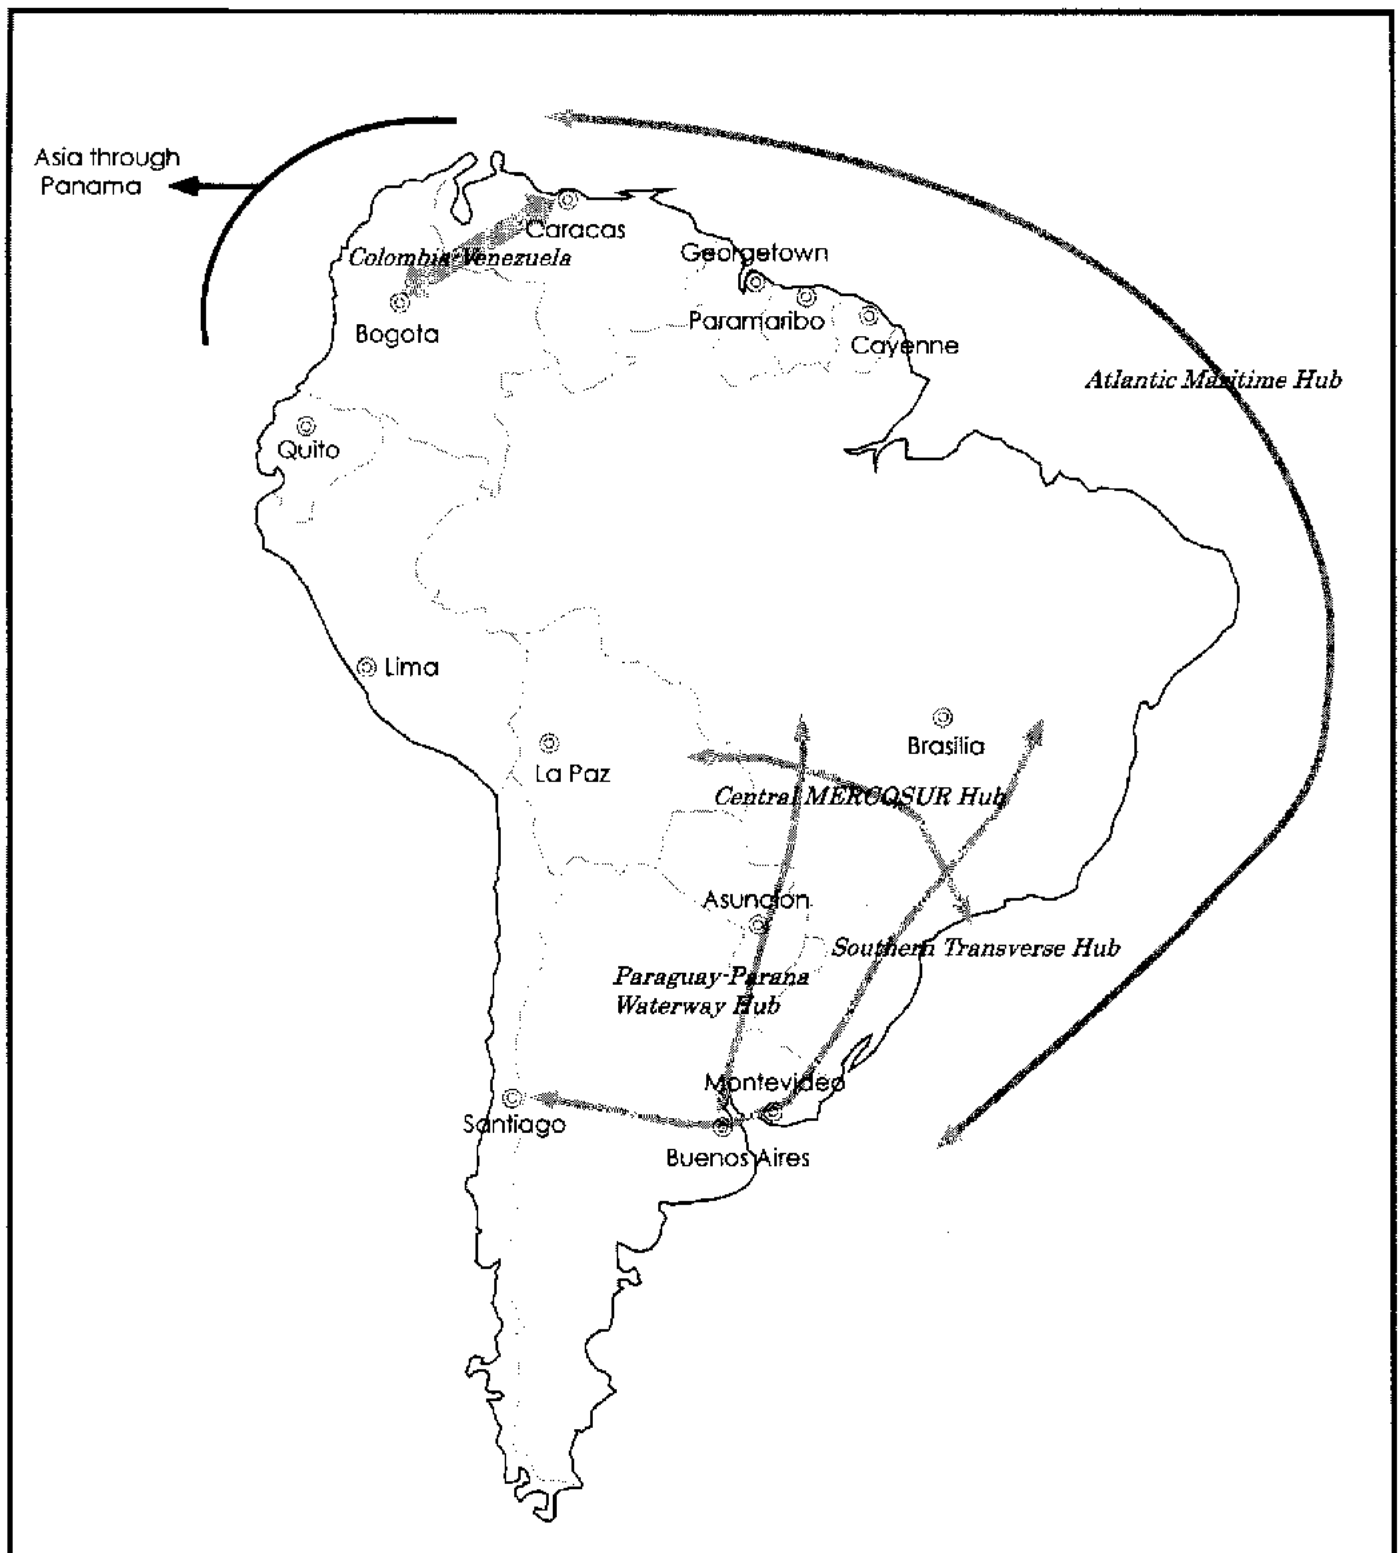 Asia through
Panama
Caracas
Colombia-Venezuela
Georgetown
Bogota
Paramaribo
Cayenne
Atlantic Maritime Hub
Quito
Lima
Brasilia
La Paz
Central MERCOSUR Hub
Asuncion
Southern Transverse Hub
Paraguay-Parana
Waterway Hub
Montevideo
Santiago
Buenos Aires